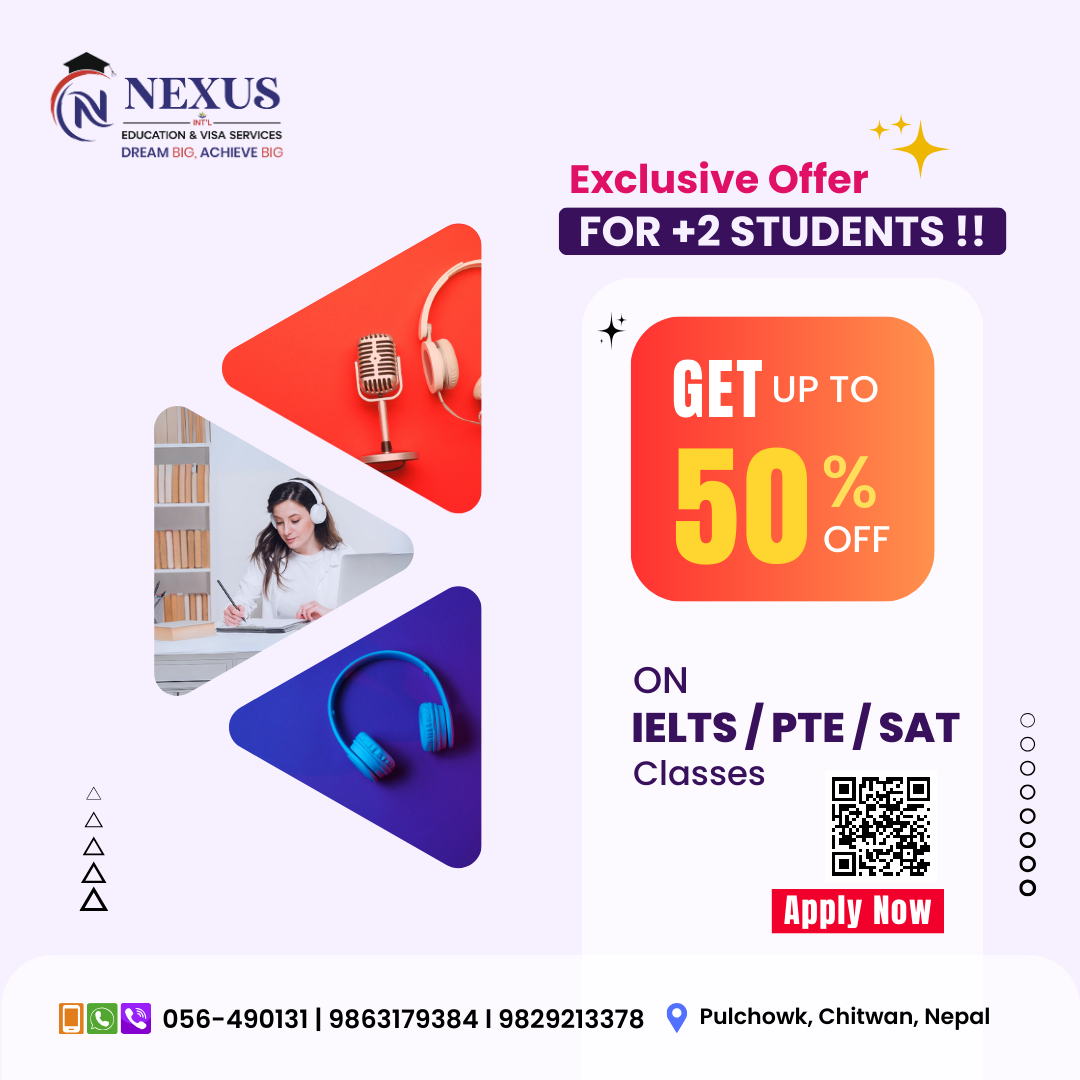 NEXUS
INT'L
EDUCATION & VISA SERVICES
DREAM BIG, ACHIEVE BIG
Exclusive Offer
FOR +2 STUDENTS !!
GET UP TO
50 %
OFF
ON
IELTS / PTE / SAT
Classes
Apply Now
056-490131 | 9863179384 I 9829213378
Pulchowk, Chitwan, Nepal